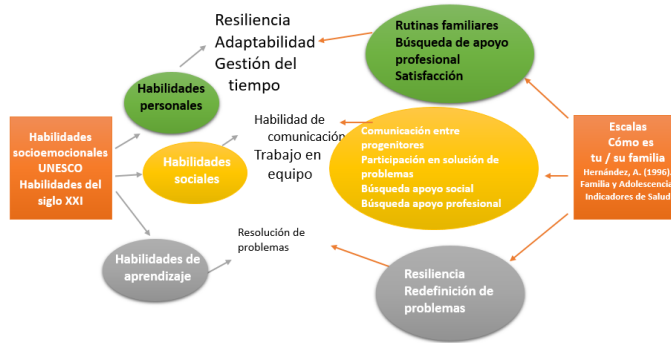 Habilidades
socioemocionales
UNESCO
Habilidades del
siglo XXI
Habilidades
personales
Habilidades
sociales
Habilidades de
aprendizaje
Resiliencia
Adaptabilidad
Gestión del
tiempo
Habilidad de
comunicación
Trabajo en
equipo
Resolución de
problemas
Rutinas familiares
Búsqueda de apoyo
profesional
Satisfacción
Comunicación entre
progenitores
Participación en solución de
problemas
Búsqueda apoyo social
Búsqueda apoyo profesional
Resiliencia
Redefinición de
problemas
Escalas
Cómo es
tu / su familia
Hernández, A. (1996).
Familia y Adolescencia:
Indicadores de Salud